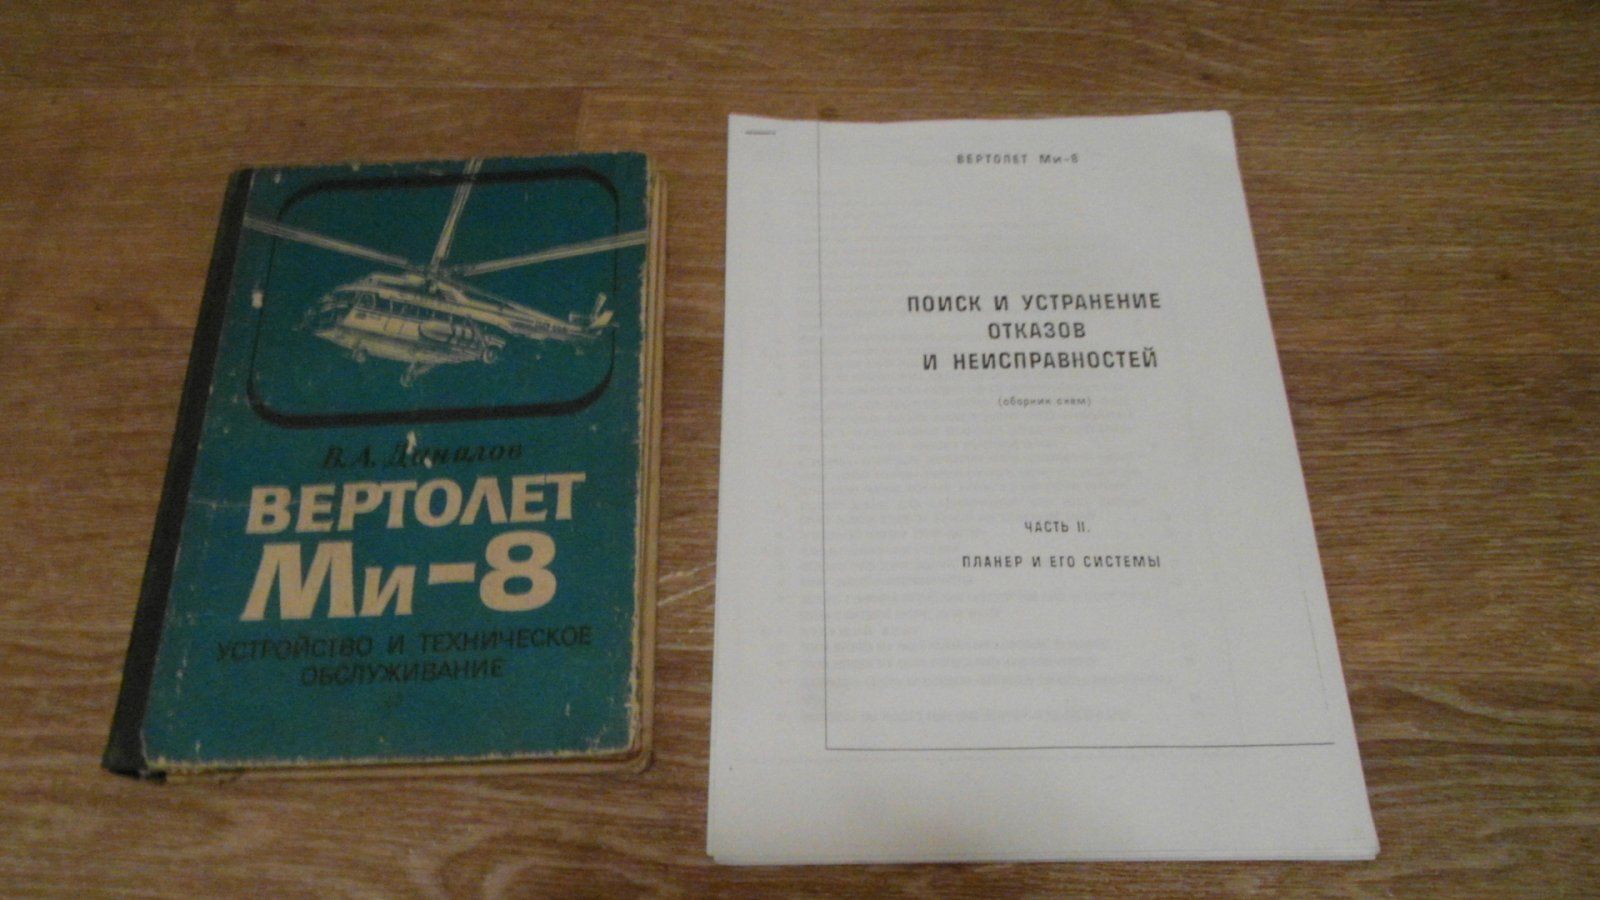 В.А. Данилов
ВЕРТОЛЕТ
Ми-8
УСТРОЙСТВО И ТЕХНИЧЕСКОЕ
ОБСЛУЖИВАНИЕ
ВЕРТОЛЕТ Ми-8
ПОИСК И УСТРАНЕНИЕ
ОТКАЗОВ
И НЕИСПРАВНОСТЕЙ
(сборник схем)
ЧАСТЬ II.
ПЛАНЕР И ЕГО СИСТЕМЫ